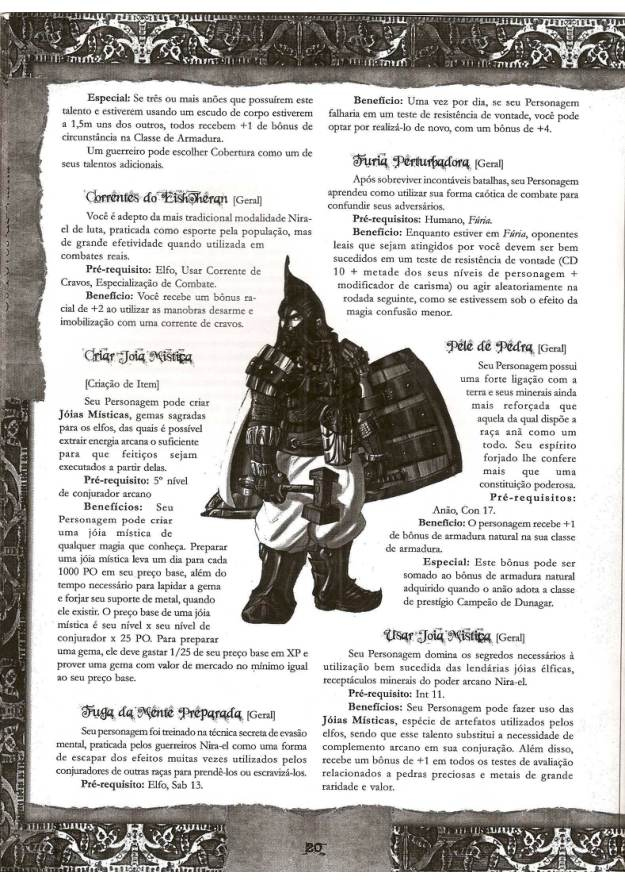 Especial: Se três ou mais anões que possuírem este
talento e estiverem usando um escudo de corpo estiverem
a 1,5m uns dos outros, todos recebem +1 de bônus de
circunstância na Classe de Armadura.
Um guerreiro pode escolher Cobertura como um de
seus talentos adicionais.
Correntes do Eishtheran [Geral]
Você é adepto da mais tradicional modalidade Nira-
el de luta, praticada como esporte pela população, mas
de grande efetividade quando utilizada em
combates reais.
Pré-requisito: Elfo, Usar Corrente de
Cravos, Especialização de Combate.
Benefício: Você recebe um bônus ra-
cial de +2 ao utilizar as manobras desarme e
imobilização com uma corrente de cravos.
Criar Joia Mistica
[Criação de Item]
Seu Personagem pode criar
Jóias Místicas, gemas sagradas
para os elfos, das quais é possível
extrair energia arcana o suficiente
para que feitiços sejam
executados a partir delas.
Pré-requisito: 5º nível
de conjurador arcano
Benefícios: Seu
Personagem pode criar
uma jóia mística de
qualquer magia que conheça. Preparar
uma jóia mística leva um dia para cada
1000 PO em seu preço base, além do
tempo necessário para lapidar a gema
e forjar seu suporte de metal, quando
ele existir. O preço base de uma jóia
mística é seu nível x seu nível de
conjurador x 25 PO. Para preparar
uma gema, ele deve gastar 1/25 de seu preço base em XP e
prover uma gema com valor de mercado no mínimo igual
ao seu preço base.
Fuga da Mente Preparada [Geral]
Seu personagem foi treinado na técnica secreta de evasão
mental, praticada pelos guerreiros Nira-el como uma forma
de escapar dos efeitos muitas vezes utilizados pelos
conjuradores de outras raças para prendê-los ou escravizá-los.
Pré-requisito: Elfo, Sab 13.
Benefício: Uma vez por dia, se seu Personagem
falharia em um teste de resistência de vontade, você pode
optar por realizá-lo de novo, com um bônus de +4.
Furia Perturbadora [Geral]
Após sobreviver incontáveis batalhas, seu Personagem
aprendeu como utilizar sua forma caótica de combate para
confundir seus adversários.
Pré-requisitos: Humano, Fúria.
Benefício: Enquanto estiver em Fúria, oponentes
leais que sejam atingidos por você devem ser bem
sucedidos em um teste de resistência de vontade (CD
10 + metade dos seus níveis de personagem +
modificador de carisma) ou agir aleatoriamente na
rodada seguinte, como se estivessem sob o efeito da
magia confusão menor.
Pele de Pedra [Geral]
Seu Personagem possui
uma forte ligação com a
terra e seus minerais ainda
mais reforçada que
aquela da qual dispõe a
raça anã como um
todo. Seu espírito
forjado lhe confere
mais que uma
constituição poderosa.
Pré-requisitos:
Anão, Con 17.
Benefício: O personagem recebe +1
de bônus de armadura natural na sua classe
de armadura.
Especial: Este bônus pode ser
somado ao bônus de armadura natural
adquirido quando o anão adota a classe
de prestígio Campeão de Dunagar.
Usar Joia Mistica [Geral]
Seu Personagem domina os segredos necessários à
utilização bem sucedida das lendárias jóias élficas,
receptáculos minerais do poder arcano Nira-el.
Pré-requisito: Int 11.
Benefícios: Seu Personagem pode fazer uso das
Jóias Místicas, espécie de artefatos utilizados pelos
elfos, sendo que esse talento substitui a necessidade de
complemento arcano em sua conjuração. Além disso,
recebe um bônus de +1 em todos os testes de avaliação
relacionados a pedras preciosas e metais de grande
raridade e valor.
20